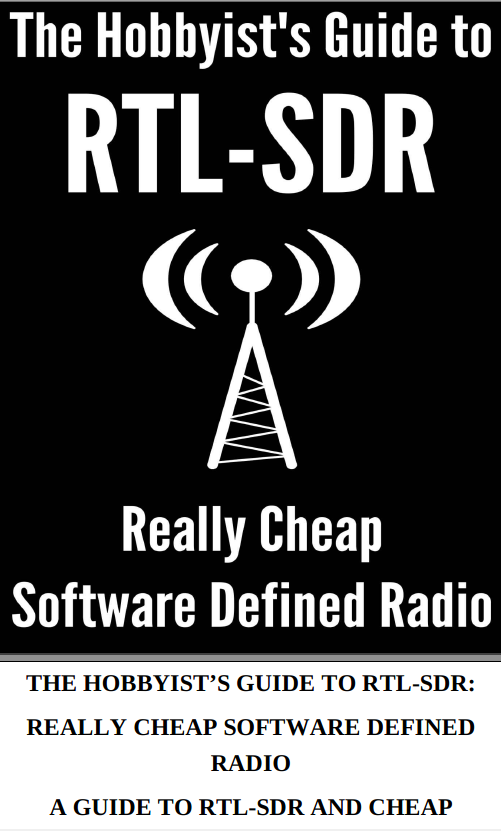 The Hobbyist's Guide to
RTL-SDR
Really Cheap
Software Defined Radio
THE HOBBYIST’S GUIDE TO RTL-SDR:
REALLY CHEAP SOFTWARE DEFINED
RADIO
A GUIDE TO RTL-SDR AND CHEAP